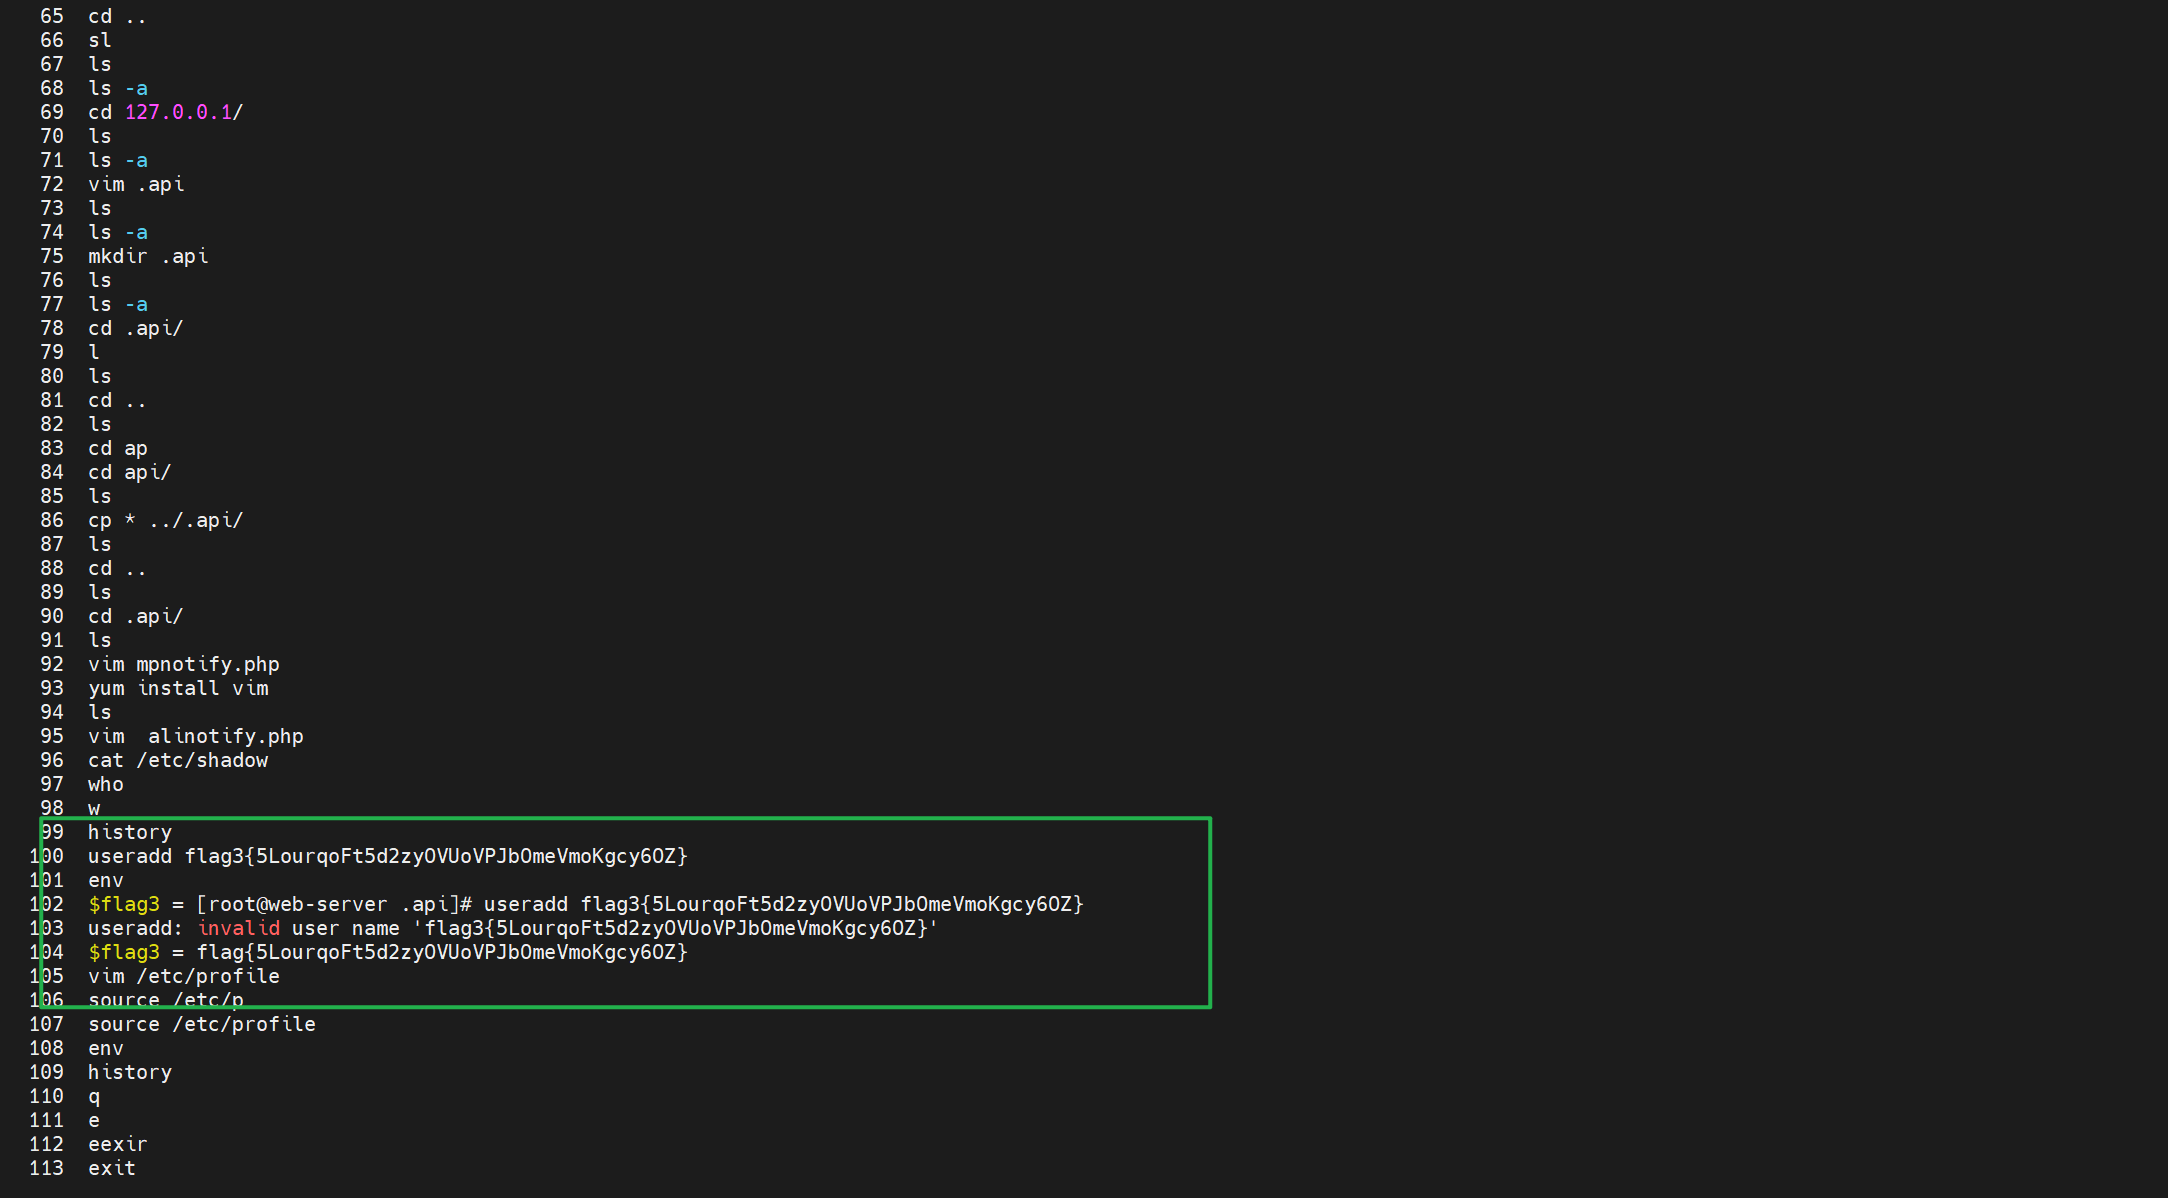 65 cd ..
66 sl
67 ls
68 ls -a
69 cd 127.0.0.1/
70 ls
71 ls -a
72 vim .api
73 ls
74 ls -a
75 mkdir .api
76 ls
77 ls -a
78 cd .api/
79 l
80 ls
81 cd ..
82 ls
83 cd ap
84 cd api/
85 ls
86 cp * ../.api/
87 ls
88 cd ..
89 ls
90 cd .api/
91 ls
92 vim mpnotify.php
93 yum install vim
94 ls
95 vim  alinotify.php
96 cat /etc/shadow
97 who
98 w
99 history
100 useradd flag3{5LourqoFt5d2zyOVUoVPJbOmeVmoKgcy6OZ}
101 env
102 $flag3 = [root@web-server .api]# useradd flag3{5LourqoFt5d2zyOVUoVPJbOmeVmoKgcy6OZ}
103 useradd: invalid user name 'flag3{5LourqoFt5d2zyOVUoVPJbOmeVmoKgcy6OZ}'
104 $flag3 = flag{5LourqoFt5d2zyOVUoVPJbOmeVmoKgcy6OZ}
105 vim /etc/profile
106 source /etc/p
107 source /etc/profile
108 env
109 history
110 q
111 e
112 eexir
113 exit